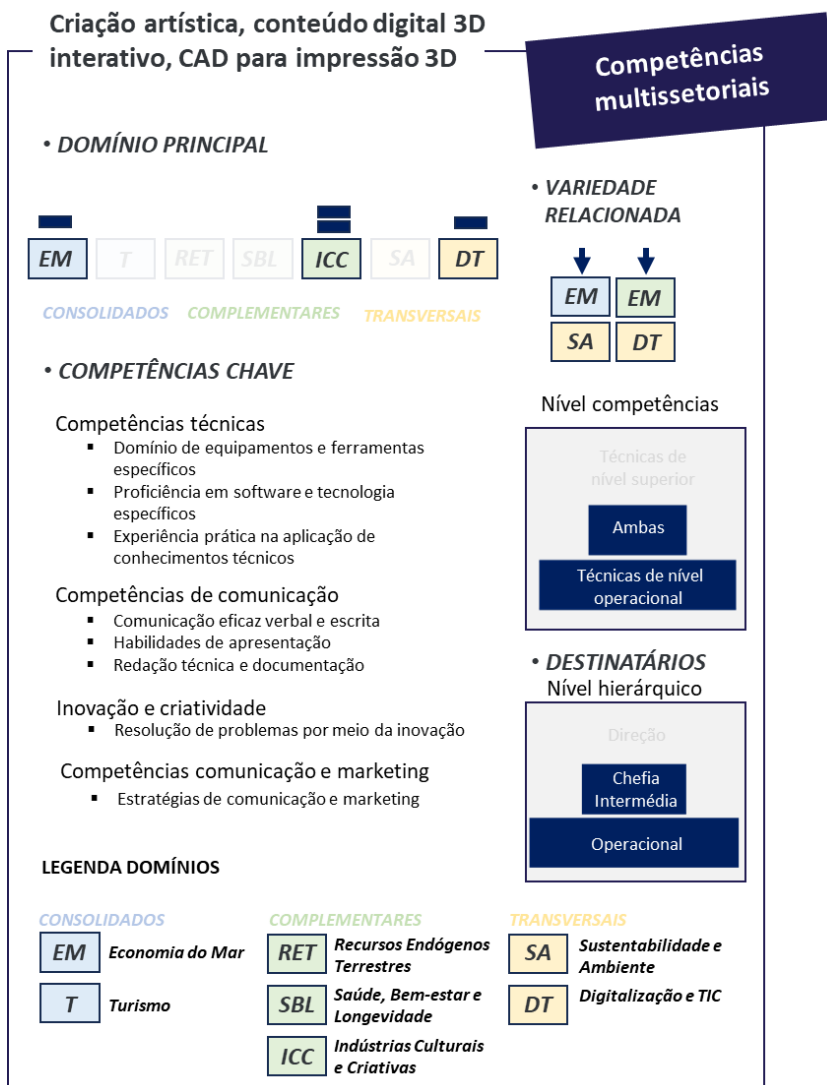 Criação artística, conteúdo digital 3D
interativo, CAD para impressão 3D
Competências
multissetoriais
• DOMÍNIO PRINCIPAL
EM T RET SBL ICC SA DT
CONSOLIDADOS COMPLEMENTARES TRANSVERSAIS
• VARIEDADE
RELACIONADA
EM EM
SA DT
• COMPETÊNCIAS CHAVE
Competências técnicas
▪ Domínio de equipamentos e ferramentas
específicos
▪ Proficiência em software e tecnologia
específicos
▪ Experiência prática na aplicação de
conhecimentos técnicos
Competências de comunicação
▪ Comunicação eficaz verbal e escrita
▪ Habilidades de apresentação
▪ Redação técnica e documentação
Inovação e criatividade
▪ Resolução de problemas por meio da inovação
Competências comunicação e marketing
▪ Estratégias de comunicação e marketing
Nível competências
Técnicas de
nível superior
Ambas
Técnicas de nível
operacional
• DESTINATÁRIOS
Nível hierárquico
Direção
Chefia
Intermédia
Operacional
LEGENDA DOMÍNIOS
CONSOLIDADOS
EM Economia do Mar
T Turismo
COMPLEMENTARES
RET Recursos Endógenos
Terrestres
SBL Saúde, Bem-estar e
Longevidade
ICC Indústrias Culturais
e Criativas
TRANSVERSAIS
SA Sustentabilidade e
Ambiente
DT Digitalização e TIC